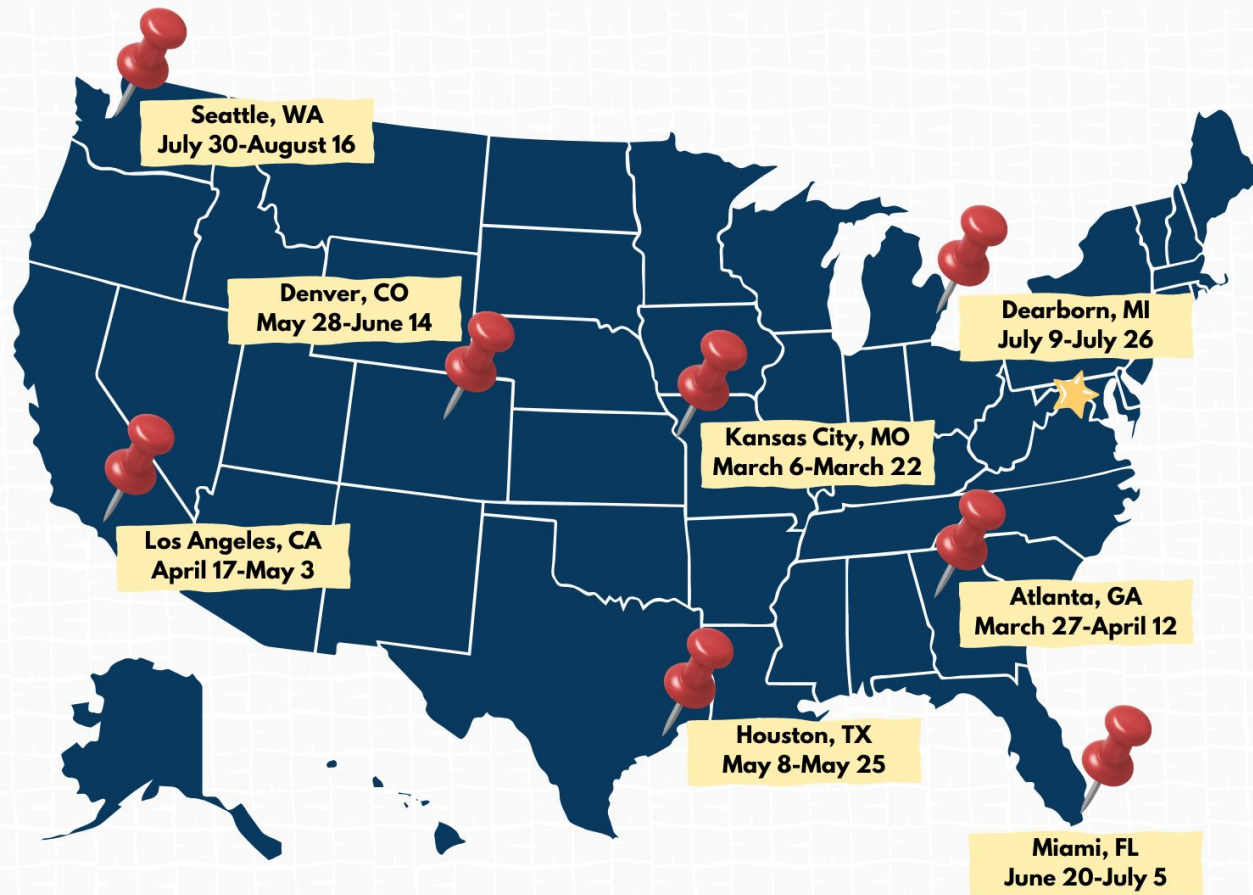 Seattle, WA
July 30-August 16
Denver, CO
May 28-June 14
Dearborn, MI
July 9-July 26
Kansas City, MO
March 6-March 22
Los Angeles, CA
April 17-May 3
Atlanta, GA
March 27-April 12
Houston, TX
May 8-May 25
Miami, FL
June 20-July 5